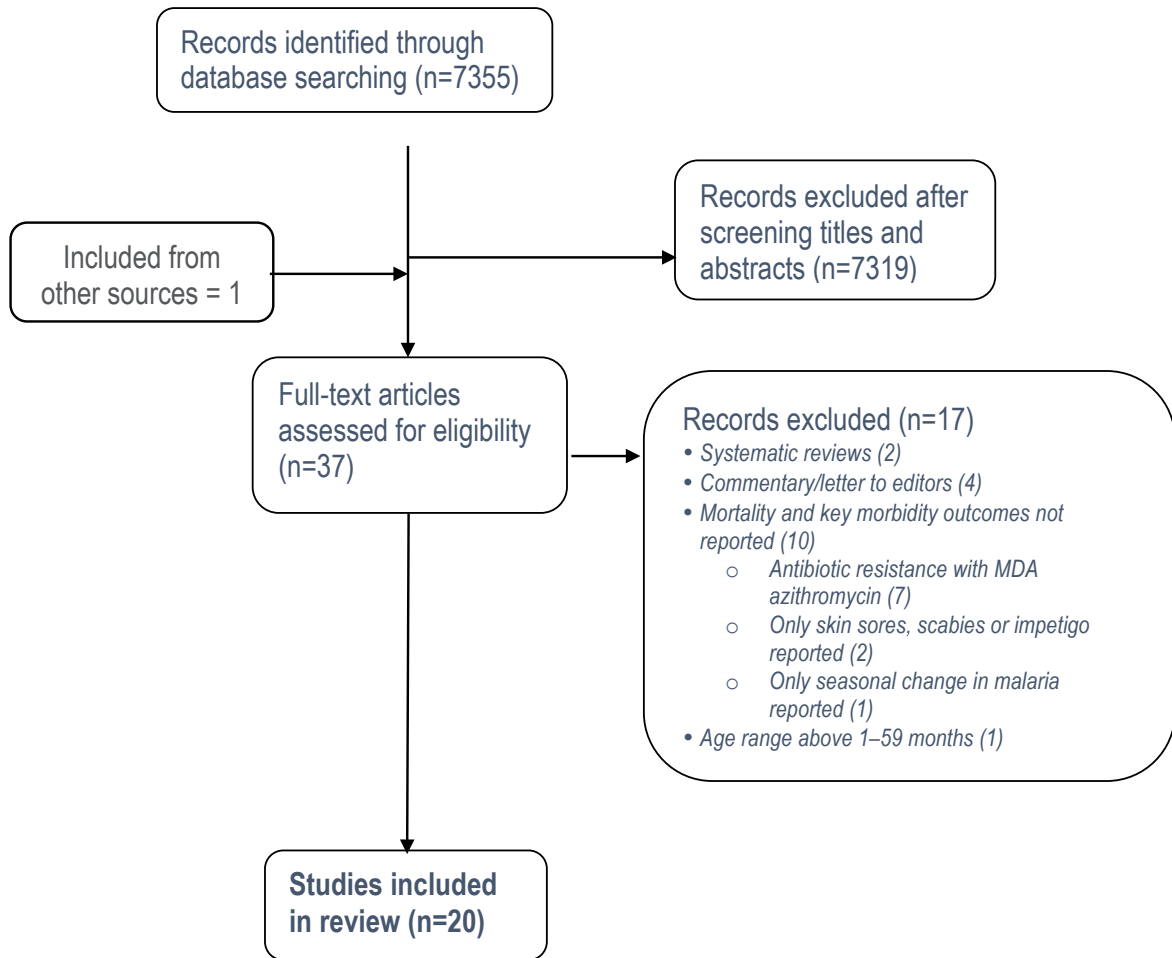 Records identified through
database searching (n=7355)
Records excluded after
screening titles and
abstracts (n=7319)
Included from
other sources = 1
Full-text articles
assessed for eligibility
(n=37)
Records excluded (n=17)
• Systematic reviews (2)
• Commentary/letter to editors (4)
• Mortality and key morbidity outcomes not
reported (10)
o Antibiotic resistance with MDA
azithromycin (7)
o Only skin sores, scabies or impetigo
reported (2)
o Only seasonal change in malaria
reported (1)
• Age range above 1–59 months (1)
Studies included
in review (n=20)